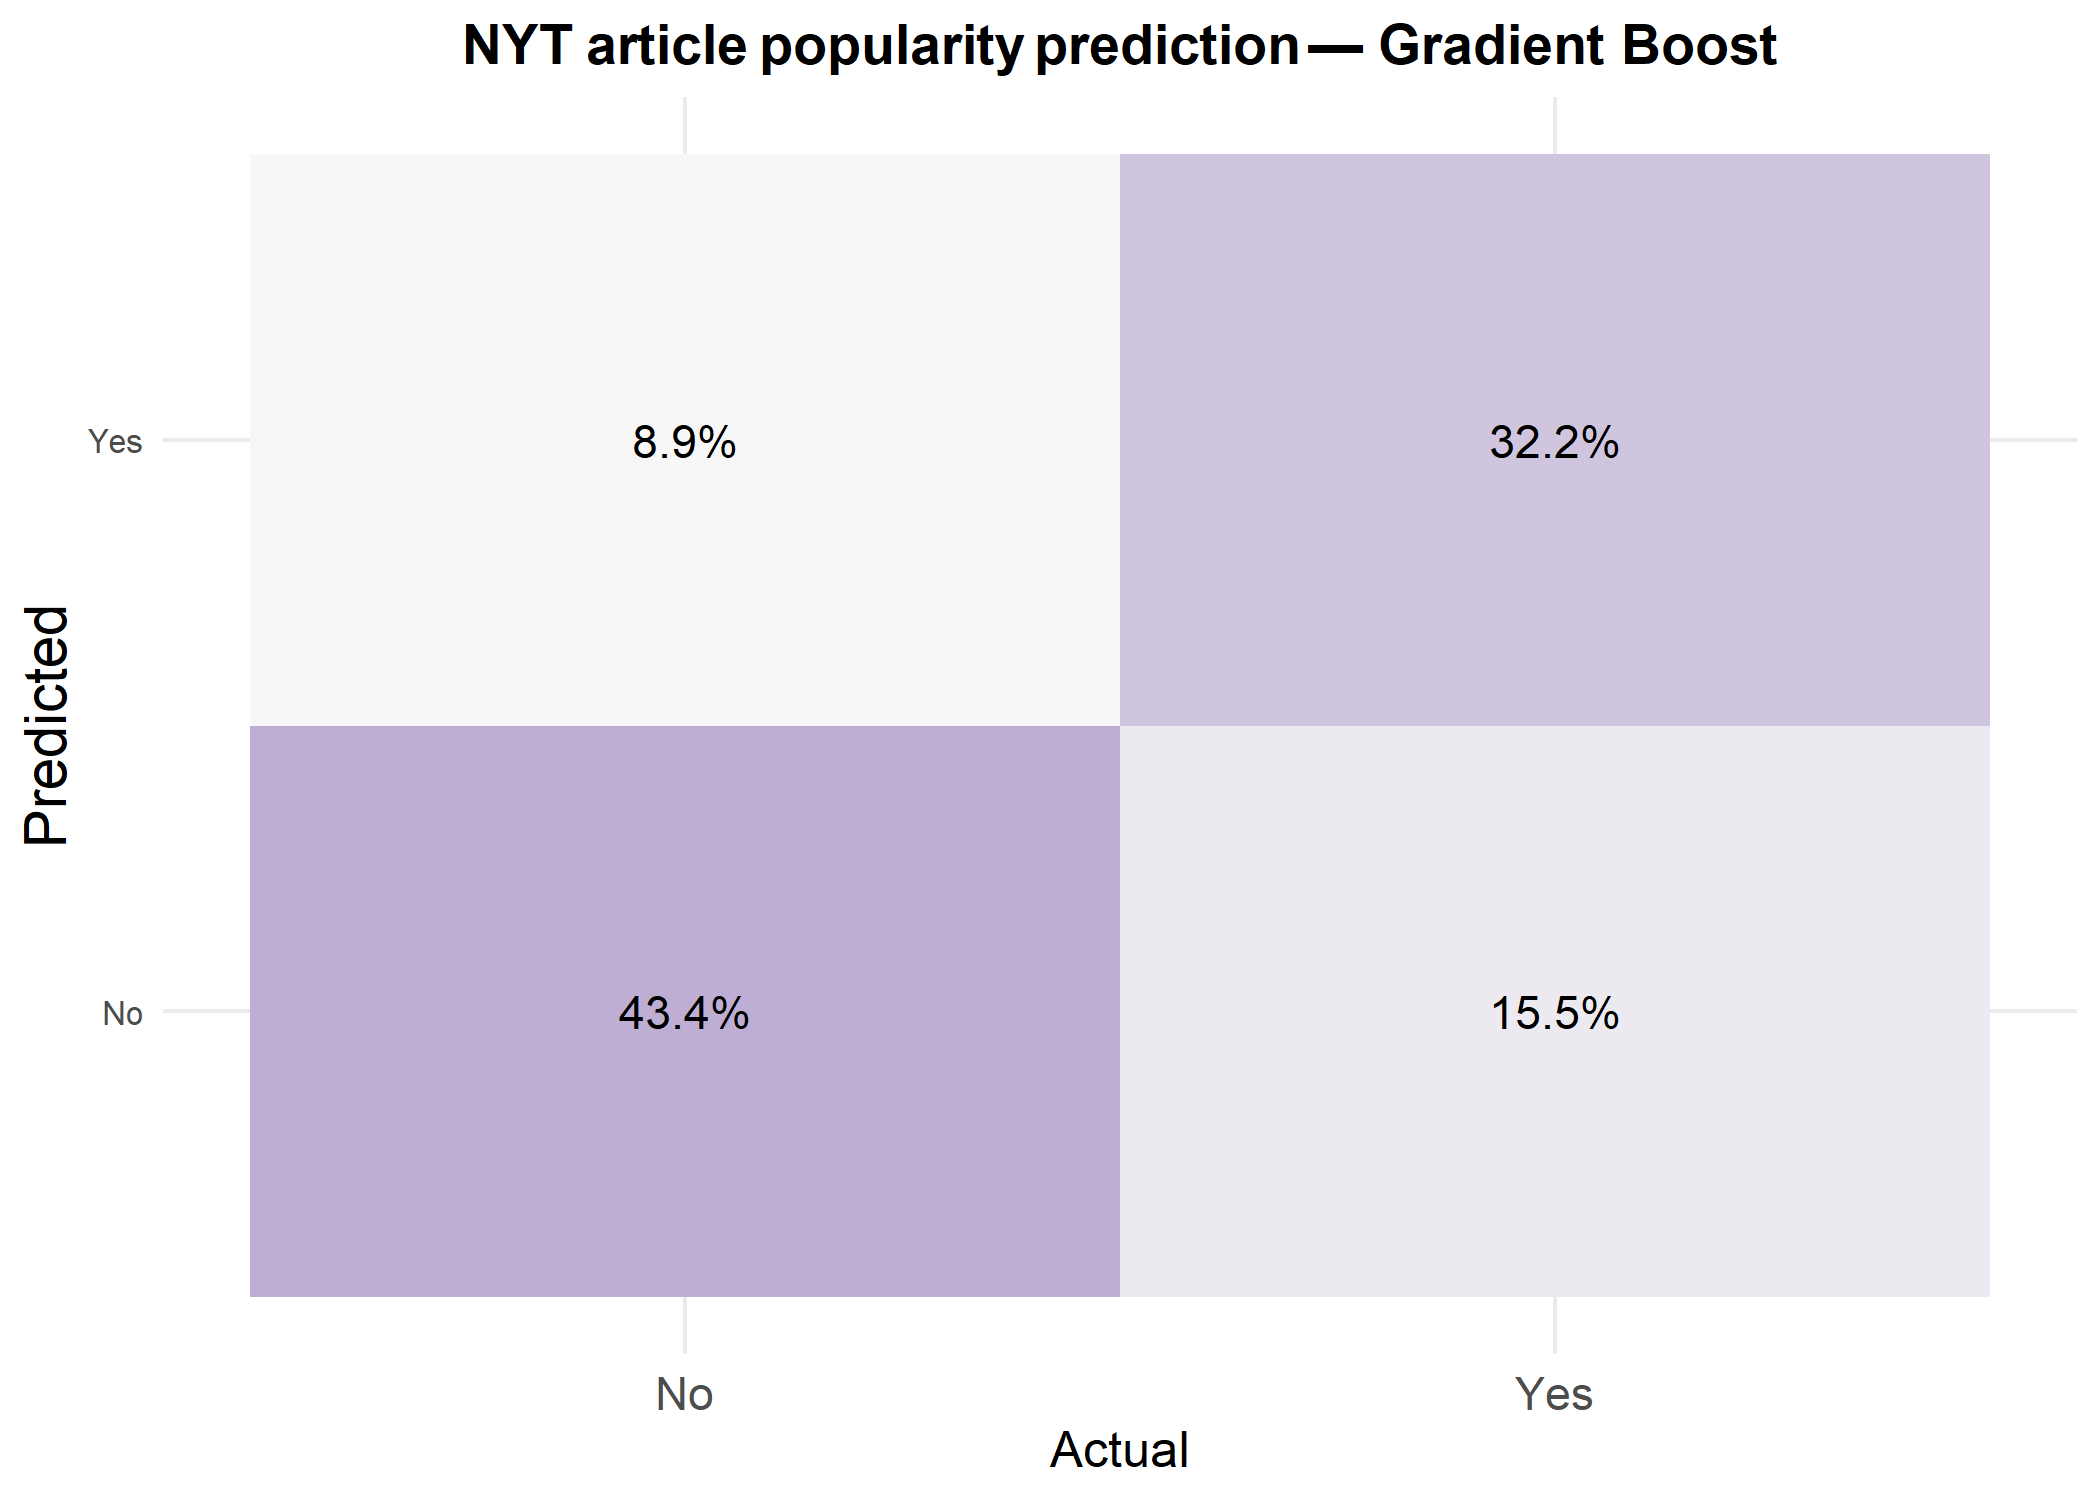 NYT article popularity prediction — Gradient Boost
Predicted
Yes
8.9%
32.2%
No
43.4%
15.5%
No
Yes
Actual